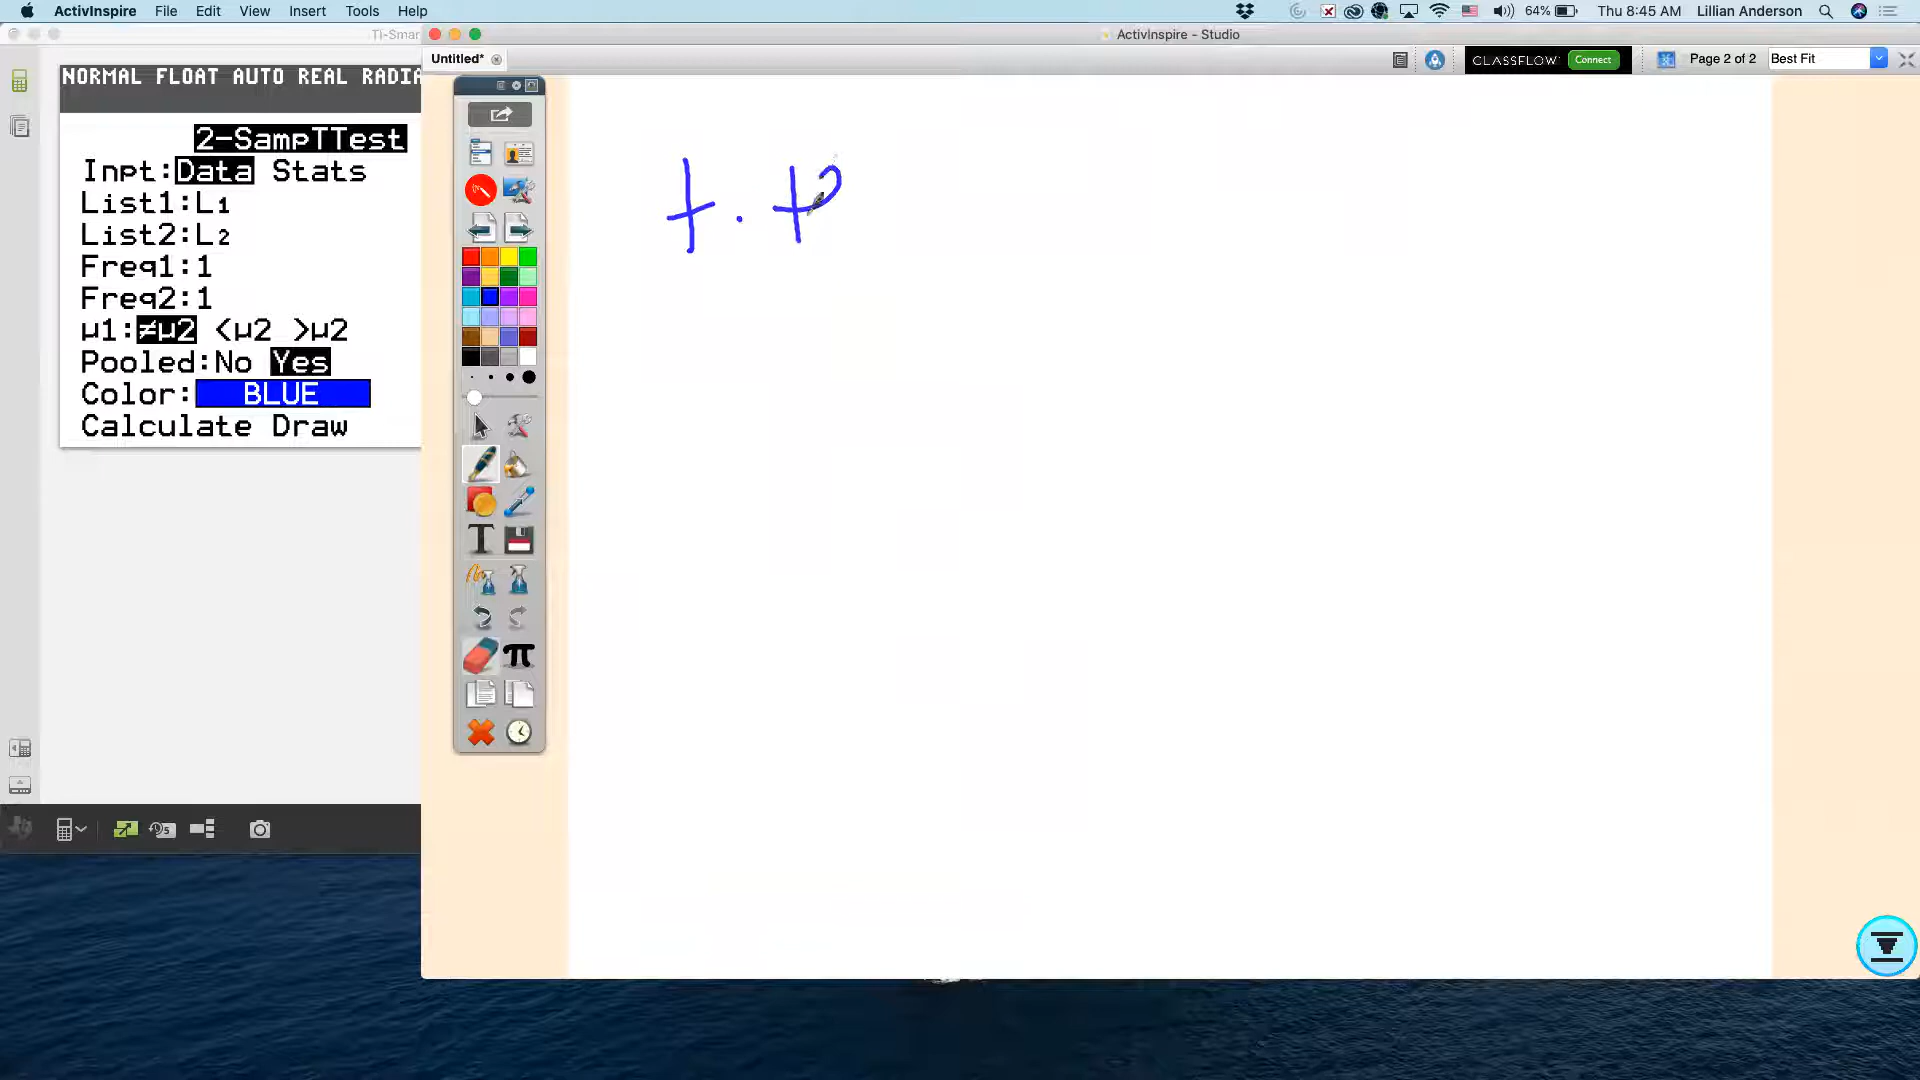 ActivInspire File Edit View Insert Tools Help 64% Thu 8:45 AM Lillian Anderson
ActivInspire - Studio
Untitled*
CLASSFLOW Connect Page 2 of 2 Best Fit
NORMAL FLOAT AUTO REAL RADIA
2-SampTTest
Inpt:Data Stats
List1:L1
List2:L2
Freq1:1
Freq2:1
μ1:≠μ2 <μ2 >μ2
Pooled:No Yes
Color: BLUE
Calculate Draw
t . t
T
π